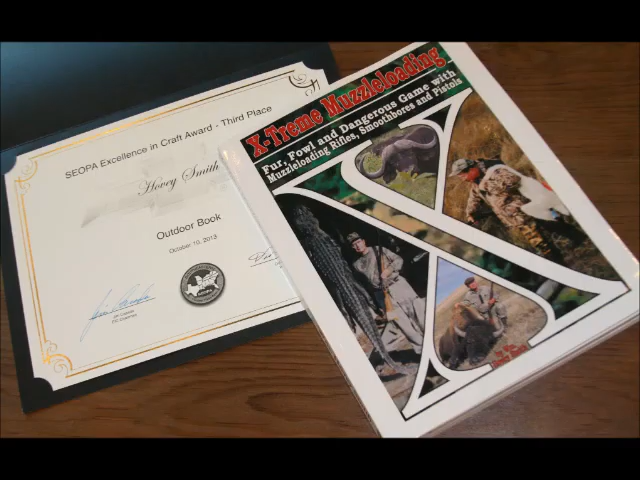 SEOPA Excellence in Craft Award - Third Place
Hovey Smith
Outdoor Book
October 10, 2013
X-Treme Muzzleloading
Fur, Fowl and Dangerous Game with
Muzzleloading Rifles, Smoothbores and Pistols